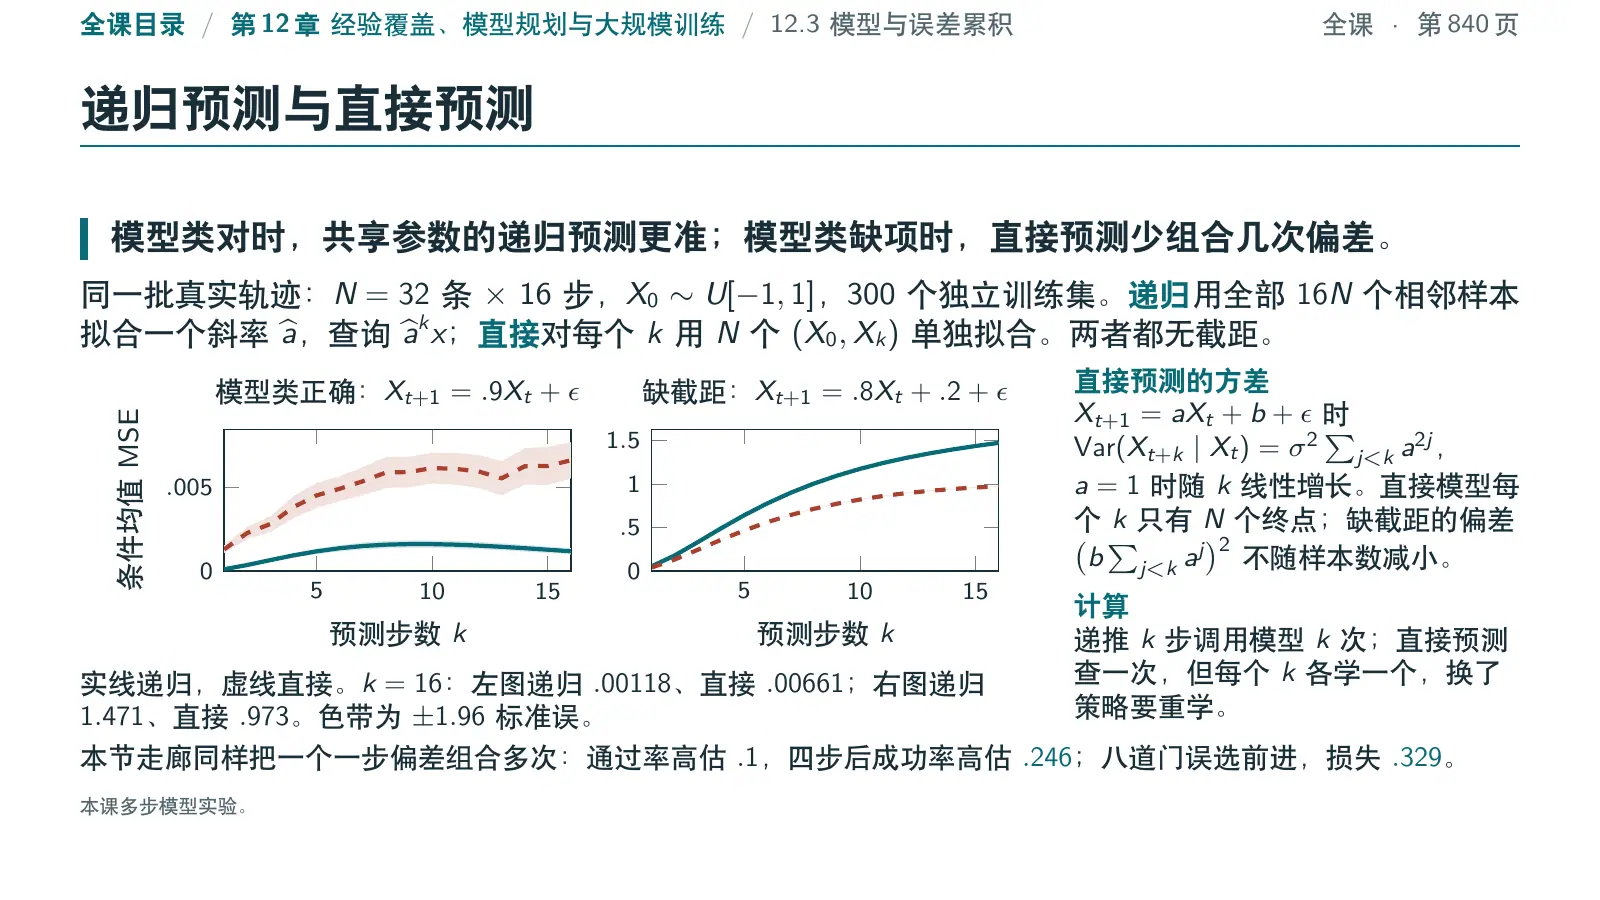 全课目录 / 第 12 章 经验覆盖、模型规划与大规模训练 / 12.3 模型与误差累积
全课 · 第 840 页
递归预测与直接预测
模型类对时，共享参数的递归预测更准；模型类缺项时，直接预测少组合几次偏差。
同一批真实轨迹：N = 32 条 × 16 步，X₀ ∼ U[−1, 1]，300 个独立训练集。递归用全部 16N 个相邻样本
拟合一个斜率 â，查询 âᵏx；直接对每个 k 用 N 个 (X₀, Xₖ) 单独拟合。两者都无截距。
模型类正确：Xₜ₊₁ = .9Xₜ + ϵ
条件均值 MSE
.005
0
5 10 15
预测步数 k
缺截距：Xₜ₊₁ = .8Xₜ + .2 + ϵ
1.5
1
.5
0
5 10 15
预测步数 k
实线递归，虚线直接。k = 16：左图递归 .00118、直接 .00661；右图递归
1.471、直接 .973。色带为 ±1.96 标准误。
直接预测的方差
Xₜ₊₁ = aXₜ + b + ϵ 时
Var(Xₜ₊ₖ | Xₜ) = σ² ∑_{j<k} a^{2j}，
a = 1 时随 k 线性增长。直接模型每
个 k 只有 N 个终点；缺截距的偏差
(b ∑_{j<k} a^j)² 不随样本数减小。
计算
递推 k 步调用模型 k 次；直接预测
查一次，但每个 k 各学一个，换了
策略要重学。
本节走廊同样把一个一步偏差组合多次：通过率高估 .1，四步后成功率高估 .246；八道门误选前进，损失 .329。
本课多步模型实验。